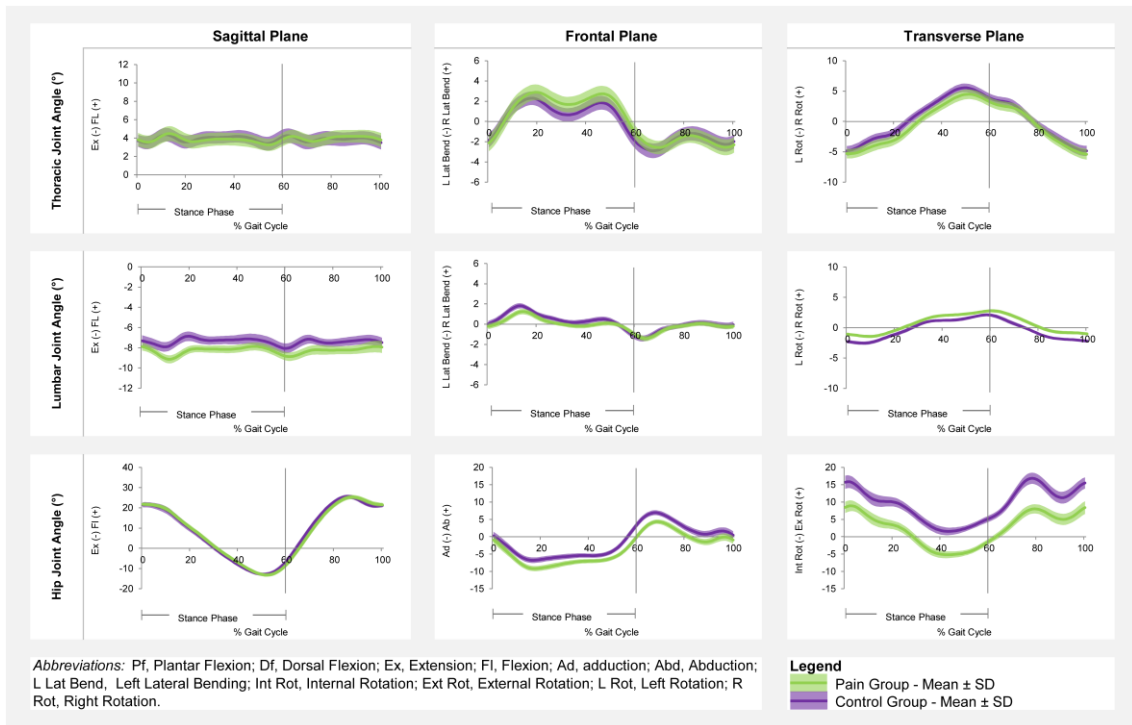 Sagittal Plane
Frontal Plane
Transverse Plane
Thoracic Joint Angle (°)
Ex (-) FL (+)
12
10
8
6
4
2
0
0 20 40 60 80 100
Stance Phase
% Gait Cycle
L Lat Bend (-) R Lat Bend (+)
6
4
2
0
-2
-4
-6
0 20 40 60 80 100
Stance Phase
% Gait Cycle
L Rot (-) R Rot (+)
10
5
0
-5
-10
0 20 40 60 80 100
Stance Phase
% Gait Cycle
Lumbar Joint Angle (°)
Ex (-) FL (+)
0
-2
-4
-6
-8
-10
-12
0 20 40 60 80 100
Stance Phase
% Gait Cycle
L Lat Bend (-) R Lat Bend (+)
6
4
2
0
-2
-4
-6
0 20 40 60 80 100
Stance Phase
% Gait Cycle
L Rot (-) R Rot (+)
10
5
0
-5
-10
0 20 40 60 80 100
Stance Phase
% Gait Cycle
Hip Joint Angle (°)
Ex (-) Fl (+)
40
30
20
10
0
-10
-20
0 20 40 60 80 100
Stance Phase
% Gait Cycle
Ad (-) Ab (+)
20
15
10
5
0
-5
-10
-15
0 20 40 60 80 100
Stance Phase
% Gait Cycle
Int Rot (-) Ex Rot (+)
20
15
10
5
0
-5
-10
-15
0 20 40 60 80 100
Stance Phase
% Gait Cycle
Abbreviations: Pf, Plantar Flexion; Df, Dorsal Flexion; Ex, Extension; Fl, Flexion; Ad, adduction; Abd, Abduction;
L Lat Bend, Left Lateral Bending; Int Rot, Internal Rotation; Ext Rot, External Rotation; L Rot, Left Rotation; R
Rot, Right Rotation.
Legend
Pain Group - Mean ± SD
Control Group - Mean ± SD